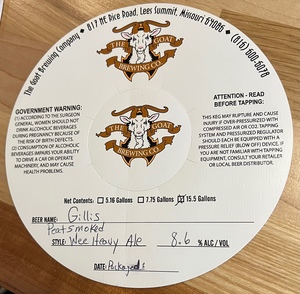 The Goat Brewing Company ◆ 817 NE Rice Road, Lees Summit, Missouri 64086 ◆ (816) 606.6078
THE GOAT
BREWING CO.
GOVERNMENT WARNING:
(1) ACCORDING TO THE SURGEON
GENERAL, WOMEN SHOULD NOT
DRINK ALCOHOLIC BEVERAGES
DURING PREGNANCY BECAUSE OF
THE RISK OF BIRTH DEFECTS.
(2) CONSUMPTION OF ALCOHOLIC
BEVERAGES IMPAIRS YOUR ABILITY
TO DRIVE A CAR OR OPERATE
MACHINERY, AND MAY CAUSE
HEALTH PROBLEMS.
THE GOAT
BREWING CO.
ATTENTION - READ
BEFORE TAPPING:
THIS KEG MAY RUPTURE AND CAUSE
INJURY IF OVER-PRESSURIZED WITH
COMPRESSED AIR OR CO2. TAPPING
SYSTEM AND PRESSURIZED REGULATOR
SHOULD EACH BE EQUIPPED WITH A
PRESSURE RELIEF (BLOW OFF) DEVICE. IF
YOU ARE NOT FAMILIAR WITH TAPPING
EQUIPMENT, CONSULT YOUR RETAILER
OR LOCAL BEER DISTRIBUTOR.
Net Contents: 5.16 Gallons 7.75 Gallons 15.5 Gallons
BEER NAME: Gillis
Peatsmoked
STYLE: Wee Heavy Ale 8.6 % ALC/VOL
DATE: